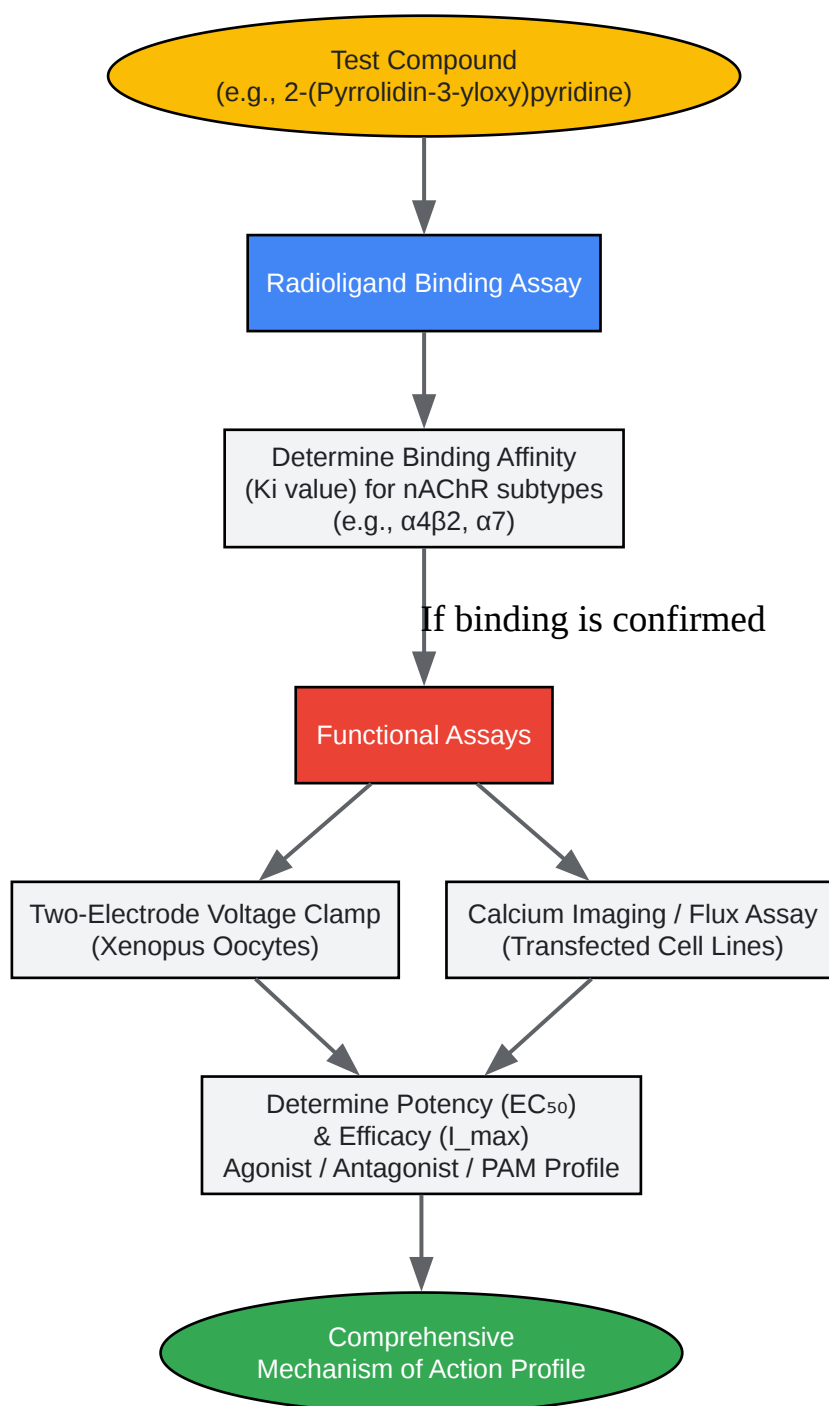 Test Compound
(e.g., 2-(Pyrrolidin-3-yloxy)pyridine)
Radioligand Binding Assay
Determine Binding Affinity
(Ki value) for nAChR subtypes
(e.g., α4β2, α7)
If binding is confirmed
Functional Assays
Two-Electrode Voltage Clamp
(Xenopus Oocytes)
Calcium Imaging / Flux Assay
(Transfected Cell Lines)
Determine Potency (EC₅₀)
& Efficacy (I_max)
Agonist / Antagonist / PAM Profile
Comprehensive
Mechanism of Action Profile